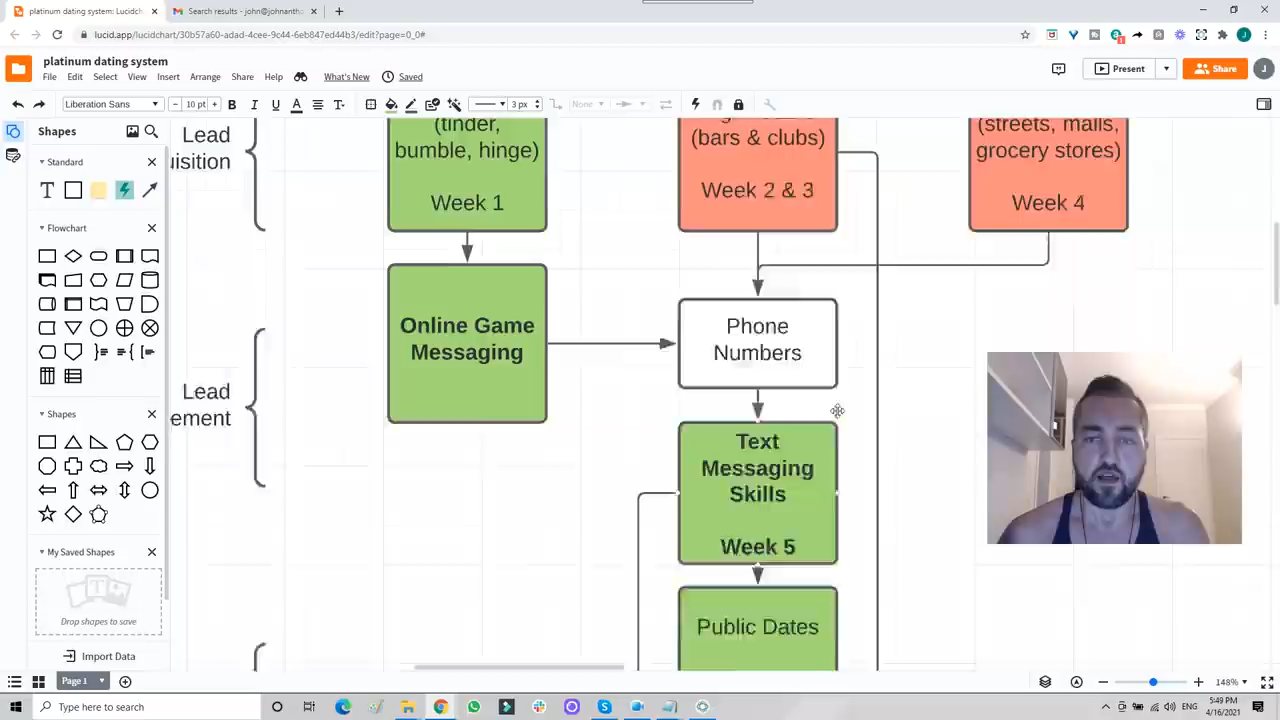 platinum dating system: Lucidch
Search results - john@johnantho
lucid.app/lucidchart/30b57a60-adad-4cee-9c44-6eb847ed44b3/edit?page=0_0#
platinum dating system
File Edit Select View Insert Arrange Share Help What's New Saved
Present
Share
J
Liberation Sans
10 pt
B I U A T
3 px
None
Shapes
Standard
T
Flowchart
Shapes
My Saved Shapes
Drop shapes to save
Import Data
Lead
uisition
(tinder,
bumble, hinge)
Week 1
(bars & clubs)
Week 2 & 3
(streets, malls,
grocery stores)
Week 4
Online Game
Messaging
Phone
Numbers
Lead
ement
Text
Messaging
Skills
Week 5
Public Dates
Page 1
148%
Type here to search
5:49 PM
4/16/2021